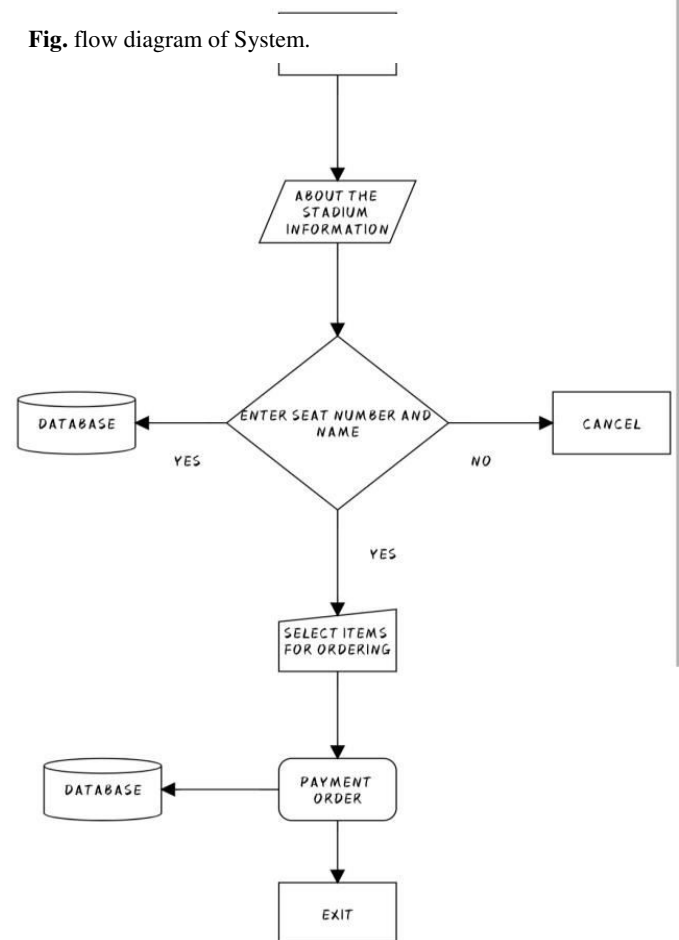 Fig. flow diagram of System.
ABOUT THE
STADIUM
INFORMATION
ENTER SEAT NUMBER AND
NAME
DATABASE
CANCEL
YES
NO
YES
SELECT ITEMS
FOR ORDERING
DATABASE
PAYMENT
ORDER
EXIT